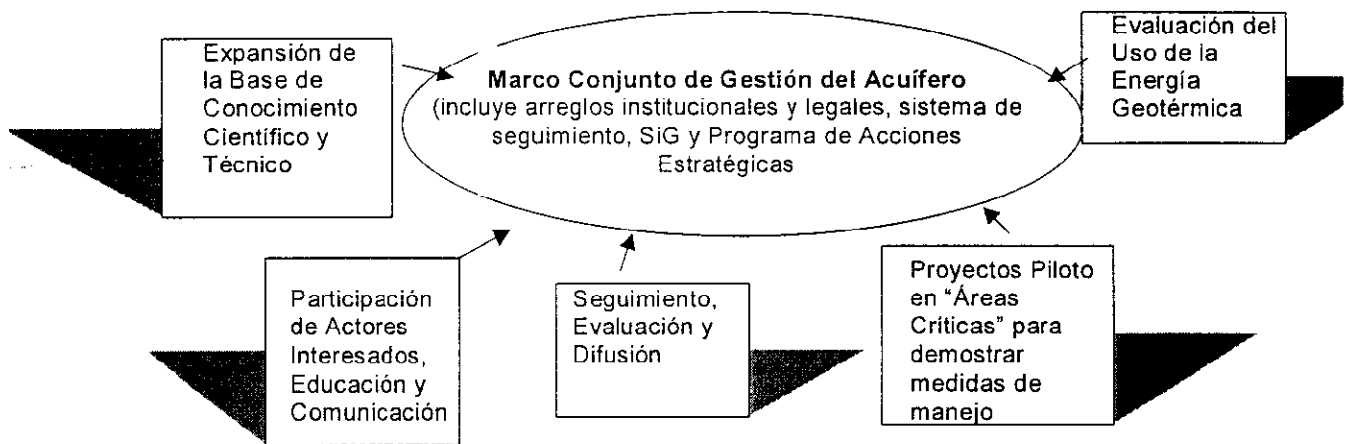 Expansión de
la Base de
Conocimiento
Científico y
Técnico
Marco Conjunto de Gestión del Acuífero
(incluye arreglos institucionales y legales, sistema de
seguimiento, SiG y Programa de Acciones
Estratégicas
Evaluación del
Uso de la
Energía
Geotérmica
Participación
de Actores
Interesados,
Educación y
Comunicación
Seguimiento,
Evaluación y
Difusión
Proyectos Piloto
en “Áreas
Críticas” para
demostrar
medidas de
manejo